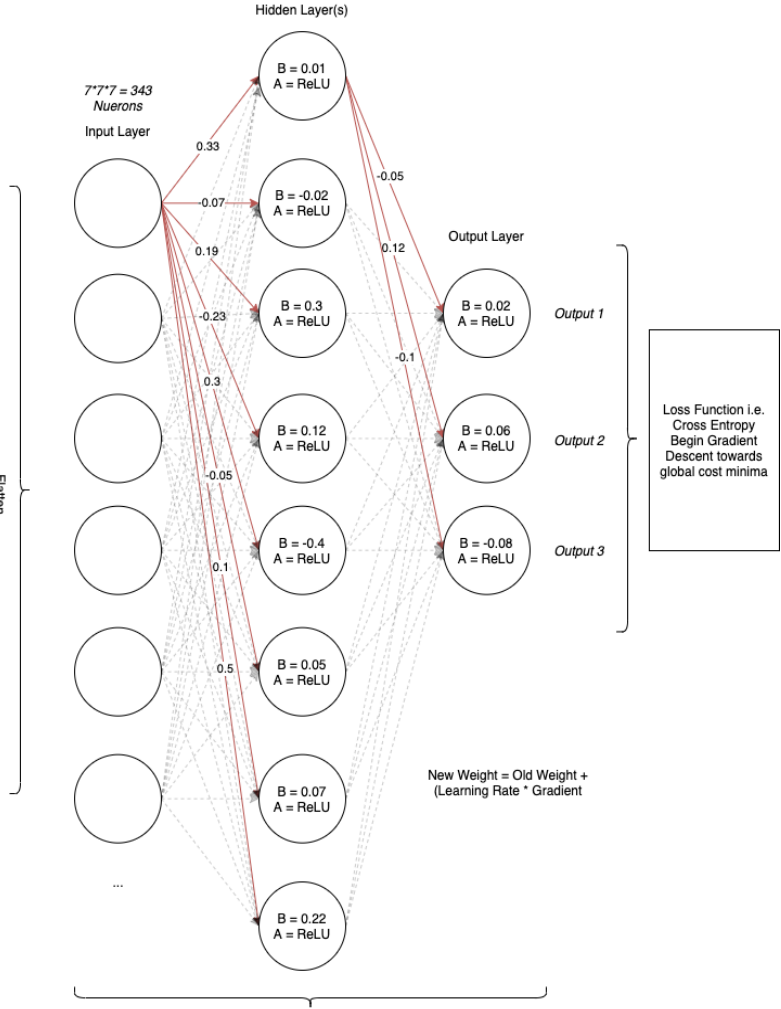 Hidden Layer(s)
7*7*7 = 343
Nuerons
Input Layer
B = 0.01
A = ReLU
0.33
B = -0.02
A = ReLU
-0.07
-0.05
0.19
0.12
Output Layer
B = 0.3
A = ReLU
-0.23
B = 0.02
A = ReLU
Output 1
-0.1
0.3
B = 0.12
A = ReLU
B = 0.06
A = ReLU
Output 2
Loss Function i.e.
Cross Entropy
Begin Gradient
Descent towards
global cost minima
-0.05
B = -0.4
A = ReLU
B = -0.08
A = ReLU
Output 3
0.1
0.5
B = 0.05
A = ReLU
B = 0.07
A = ReLU
New Weight = Old Weight +
(Learning Rate * Gradient
...
B = 0.22
A = ReLU